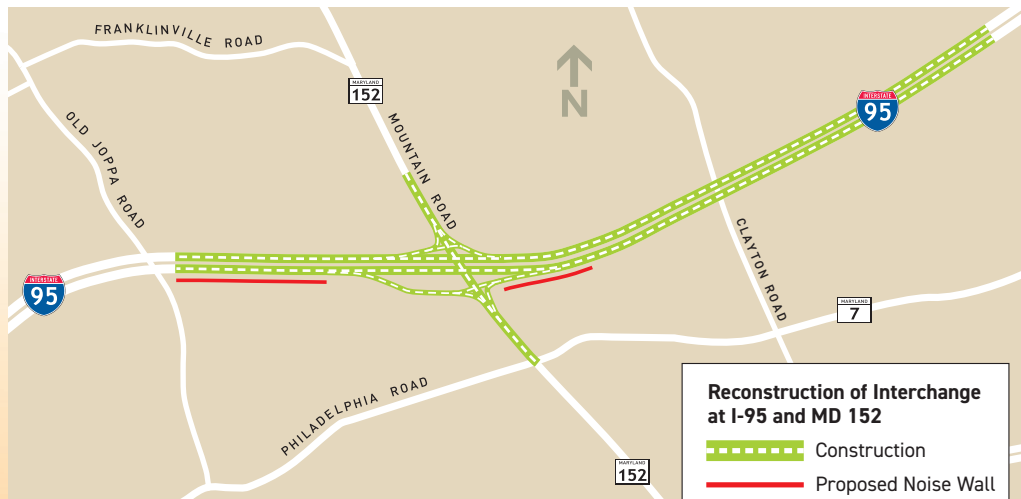 FRANKLINVILLE ROAD
MARYLAND
152
N
INTERSTATE
95
OLD JOPPA ROAD
MOUNTAIN ROAD
CLAYTON ROAD
INTERSTATE
95
MARYLAND
7
PHILADELPHIA ROAD
MARYLAND
152
Reconstruction of Interchange
at I-95 and MD 152
Construction
Proposed Noise Wall